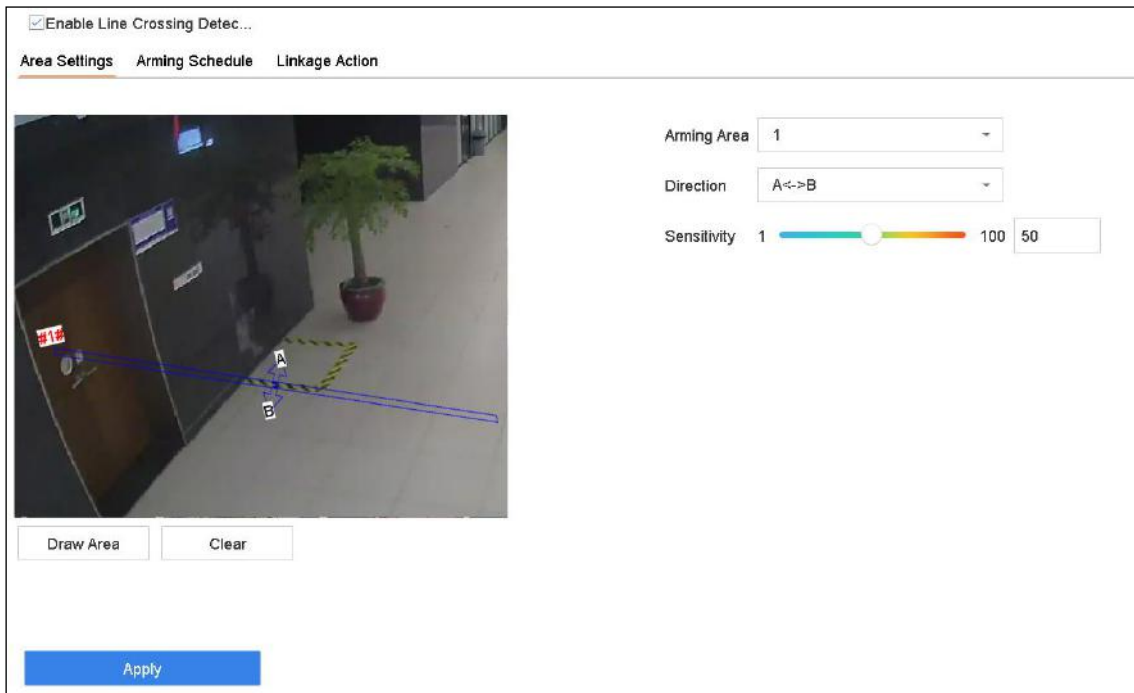 Enable Line Crossing Detec...
Area Settings Arming Schedule Linkage Action
Arming Area 1
Direction A<->B
Sensitivity 1 100 50
#1#
A
B
Draw Area Clear
Apply